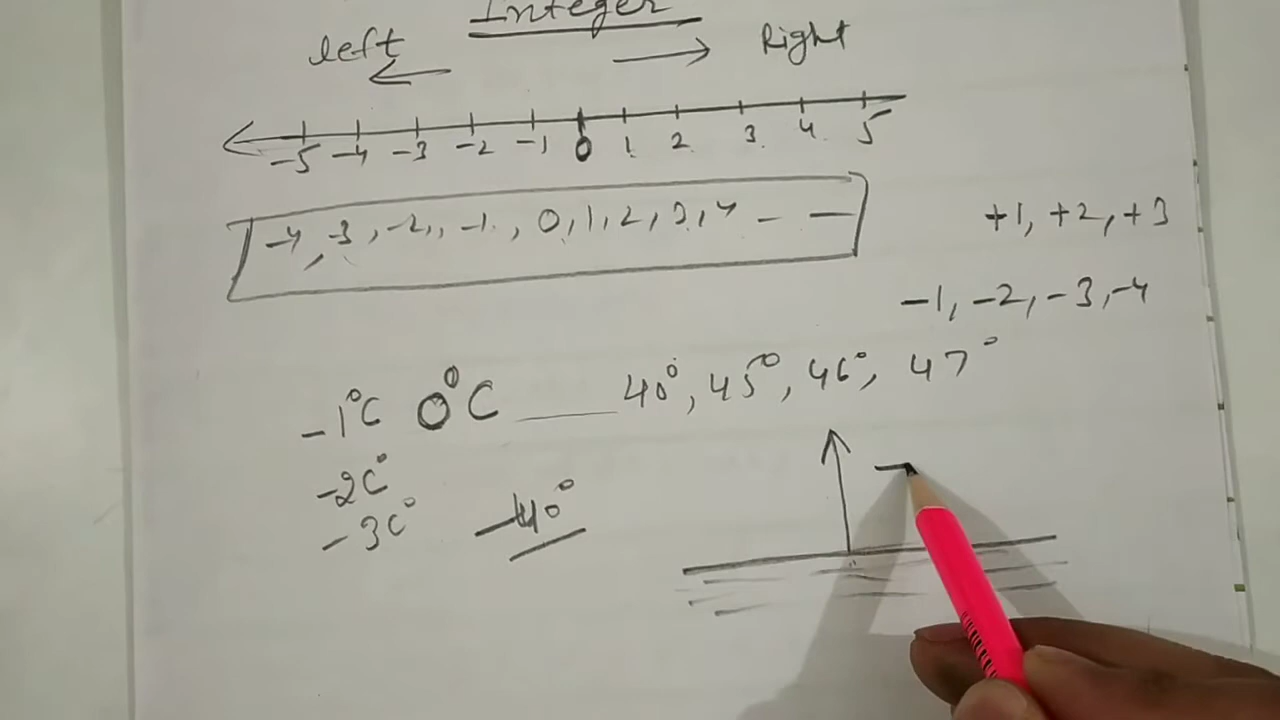 Integer
left Right
-5 -4 -3 -2 -1 0 1 2 3 4 5
-4, -3, -2, -1, 0, 1, 2, 3, 4 - -
+1, +2, +3
-1, -2, -3, -4
-1°C 0°C ___ 40°, 45°, 46°, 47°
-2C°
-3C° -40°